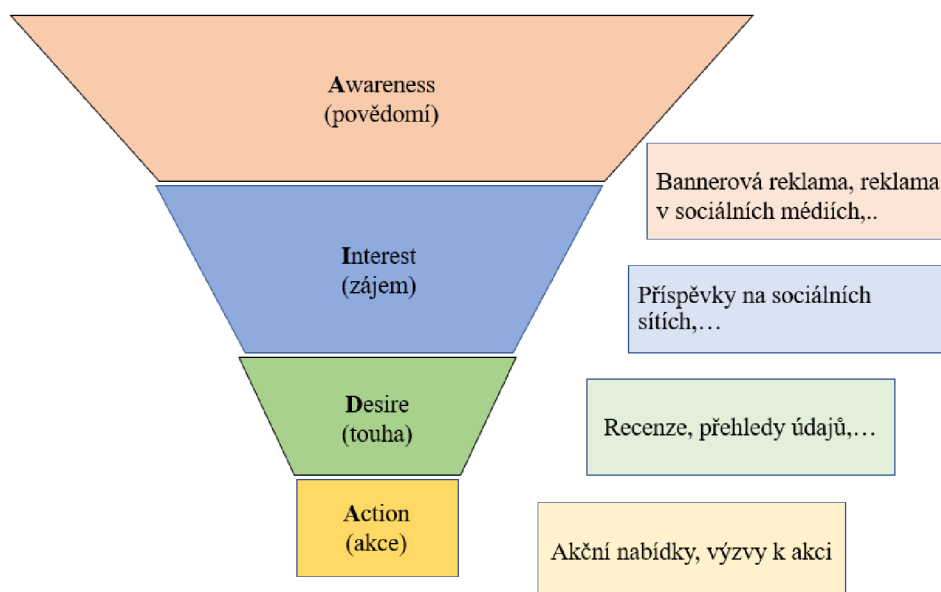 Awareness
(povědomí)
Bannerová reklama, reklama
v sociálních médiích,..
Interest
(zájem)
Příspěvky na sociálních
sítích,…
Desire
(touha)
Recenze, přehledy údajů,…
Action
(akce)
Akční nabídky, výzvy k akci